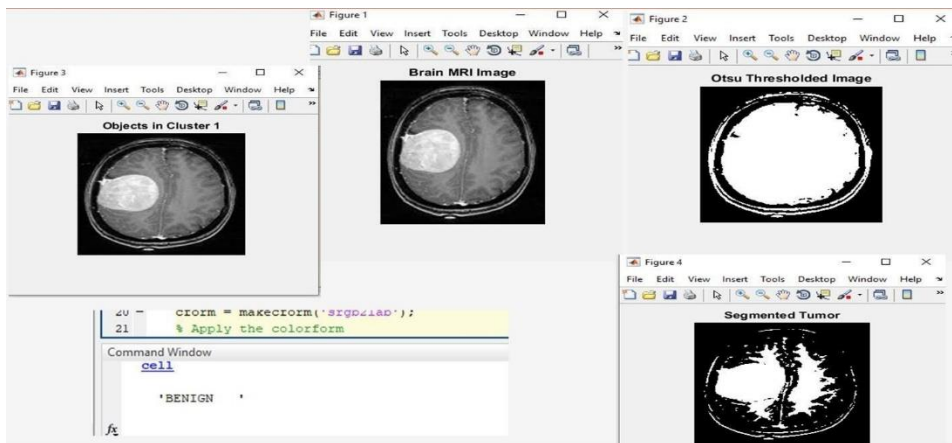 Figure 1
File Edit View Insert Tools Desktop Window Help
Brain MRI Image
Figure 2
File Edit View Insert Tools Desktop Window Help
Otsu Thresholded Image
Figure 3
File Edit View Insert Tools Desktop Window Help
Objects in Cluster 1
Figure 4
File Edit View Insert Tools Desktop Window Help
Segmented Tumor
20 - cform = makecform('srgb2lab');
21 % Apply the colorform
Command Window
cell
'BENIGN '
fx